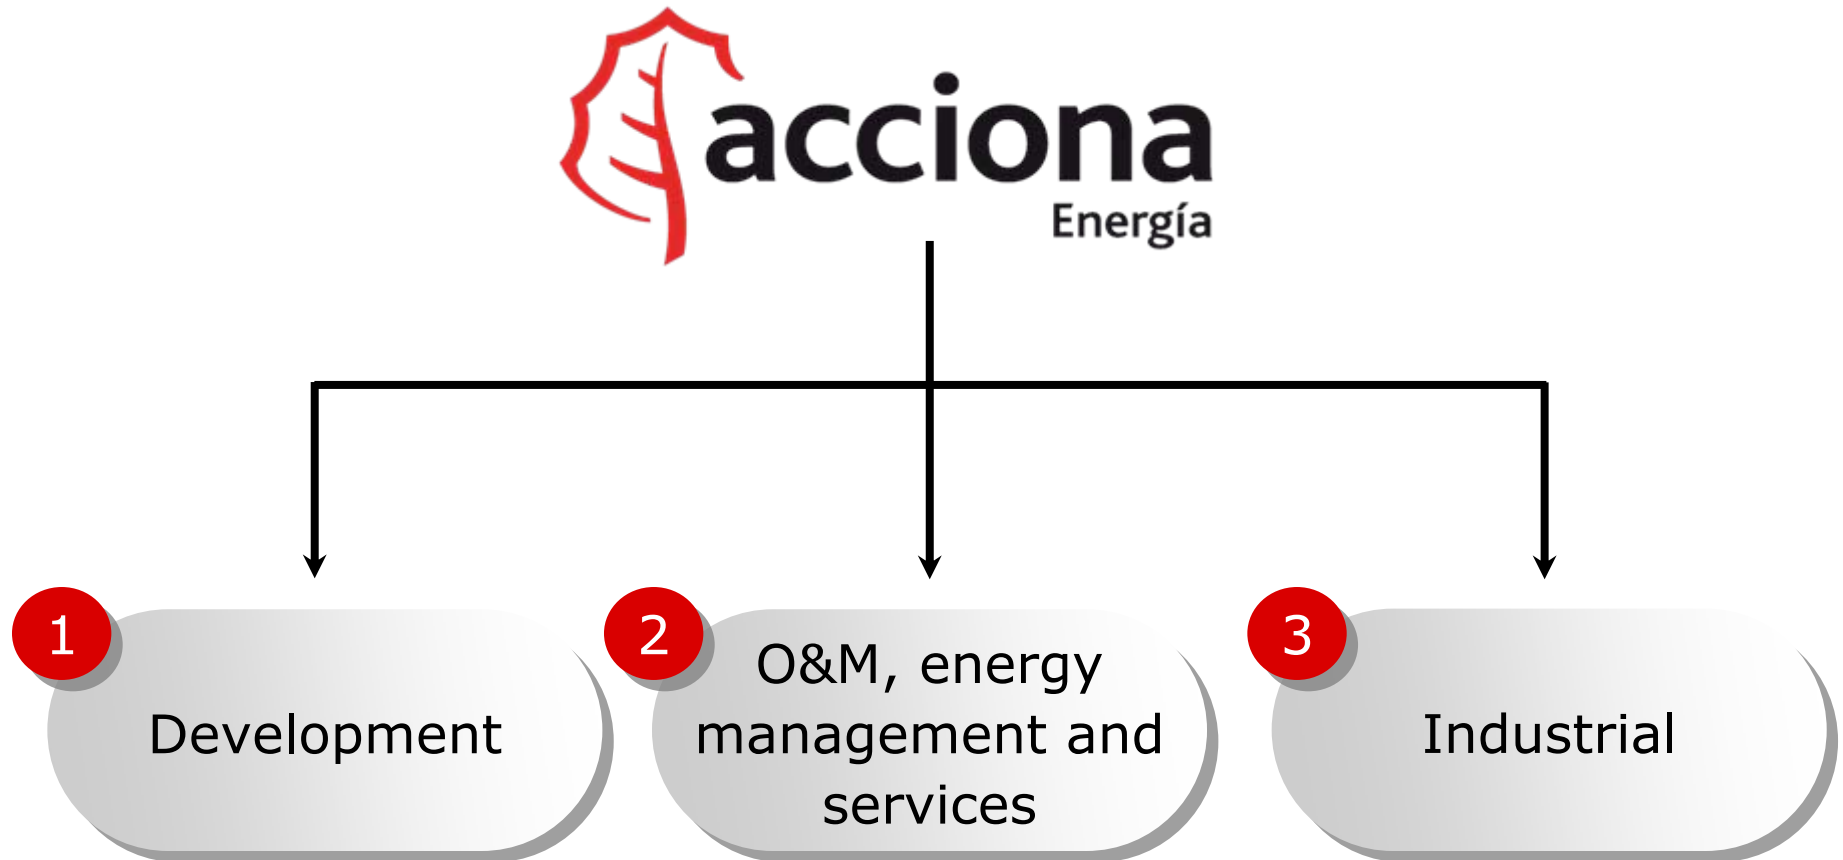 acciona
Energía
1
Development
2
O&M, energy
management and
services
3
Industrial